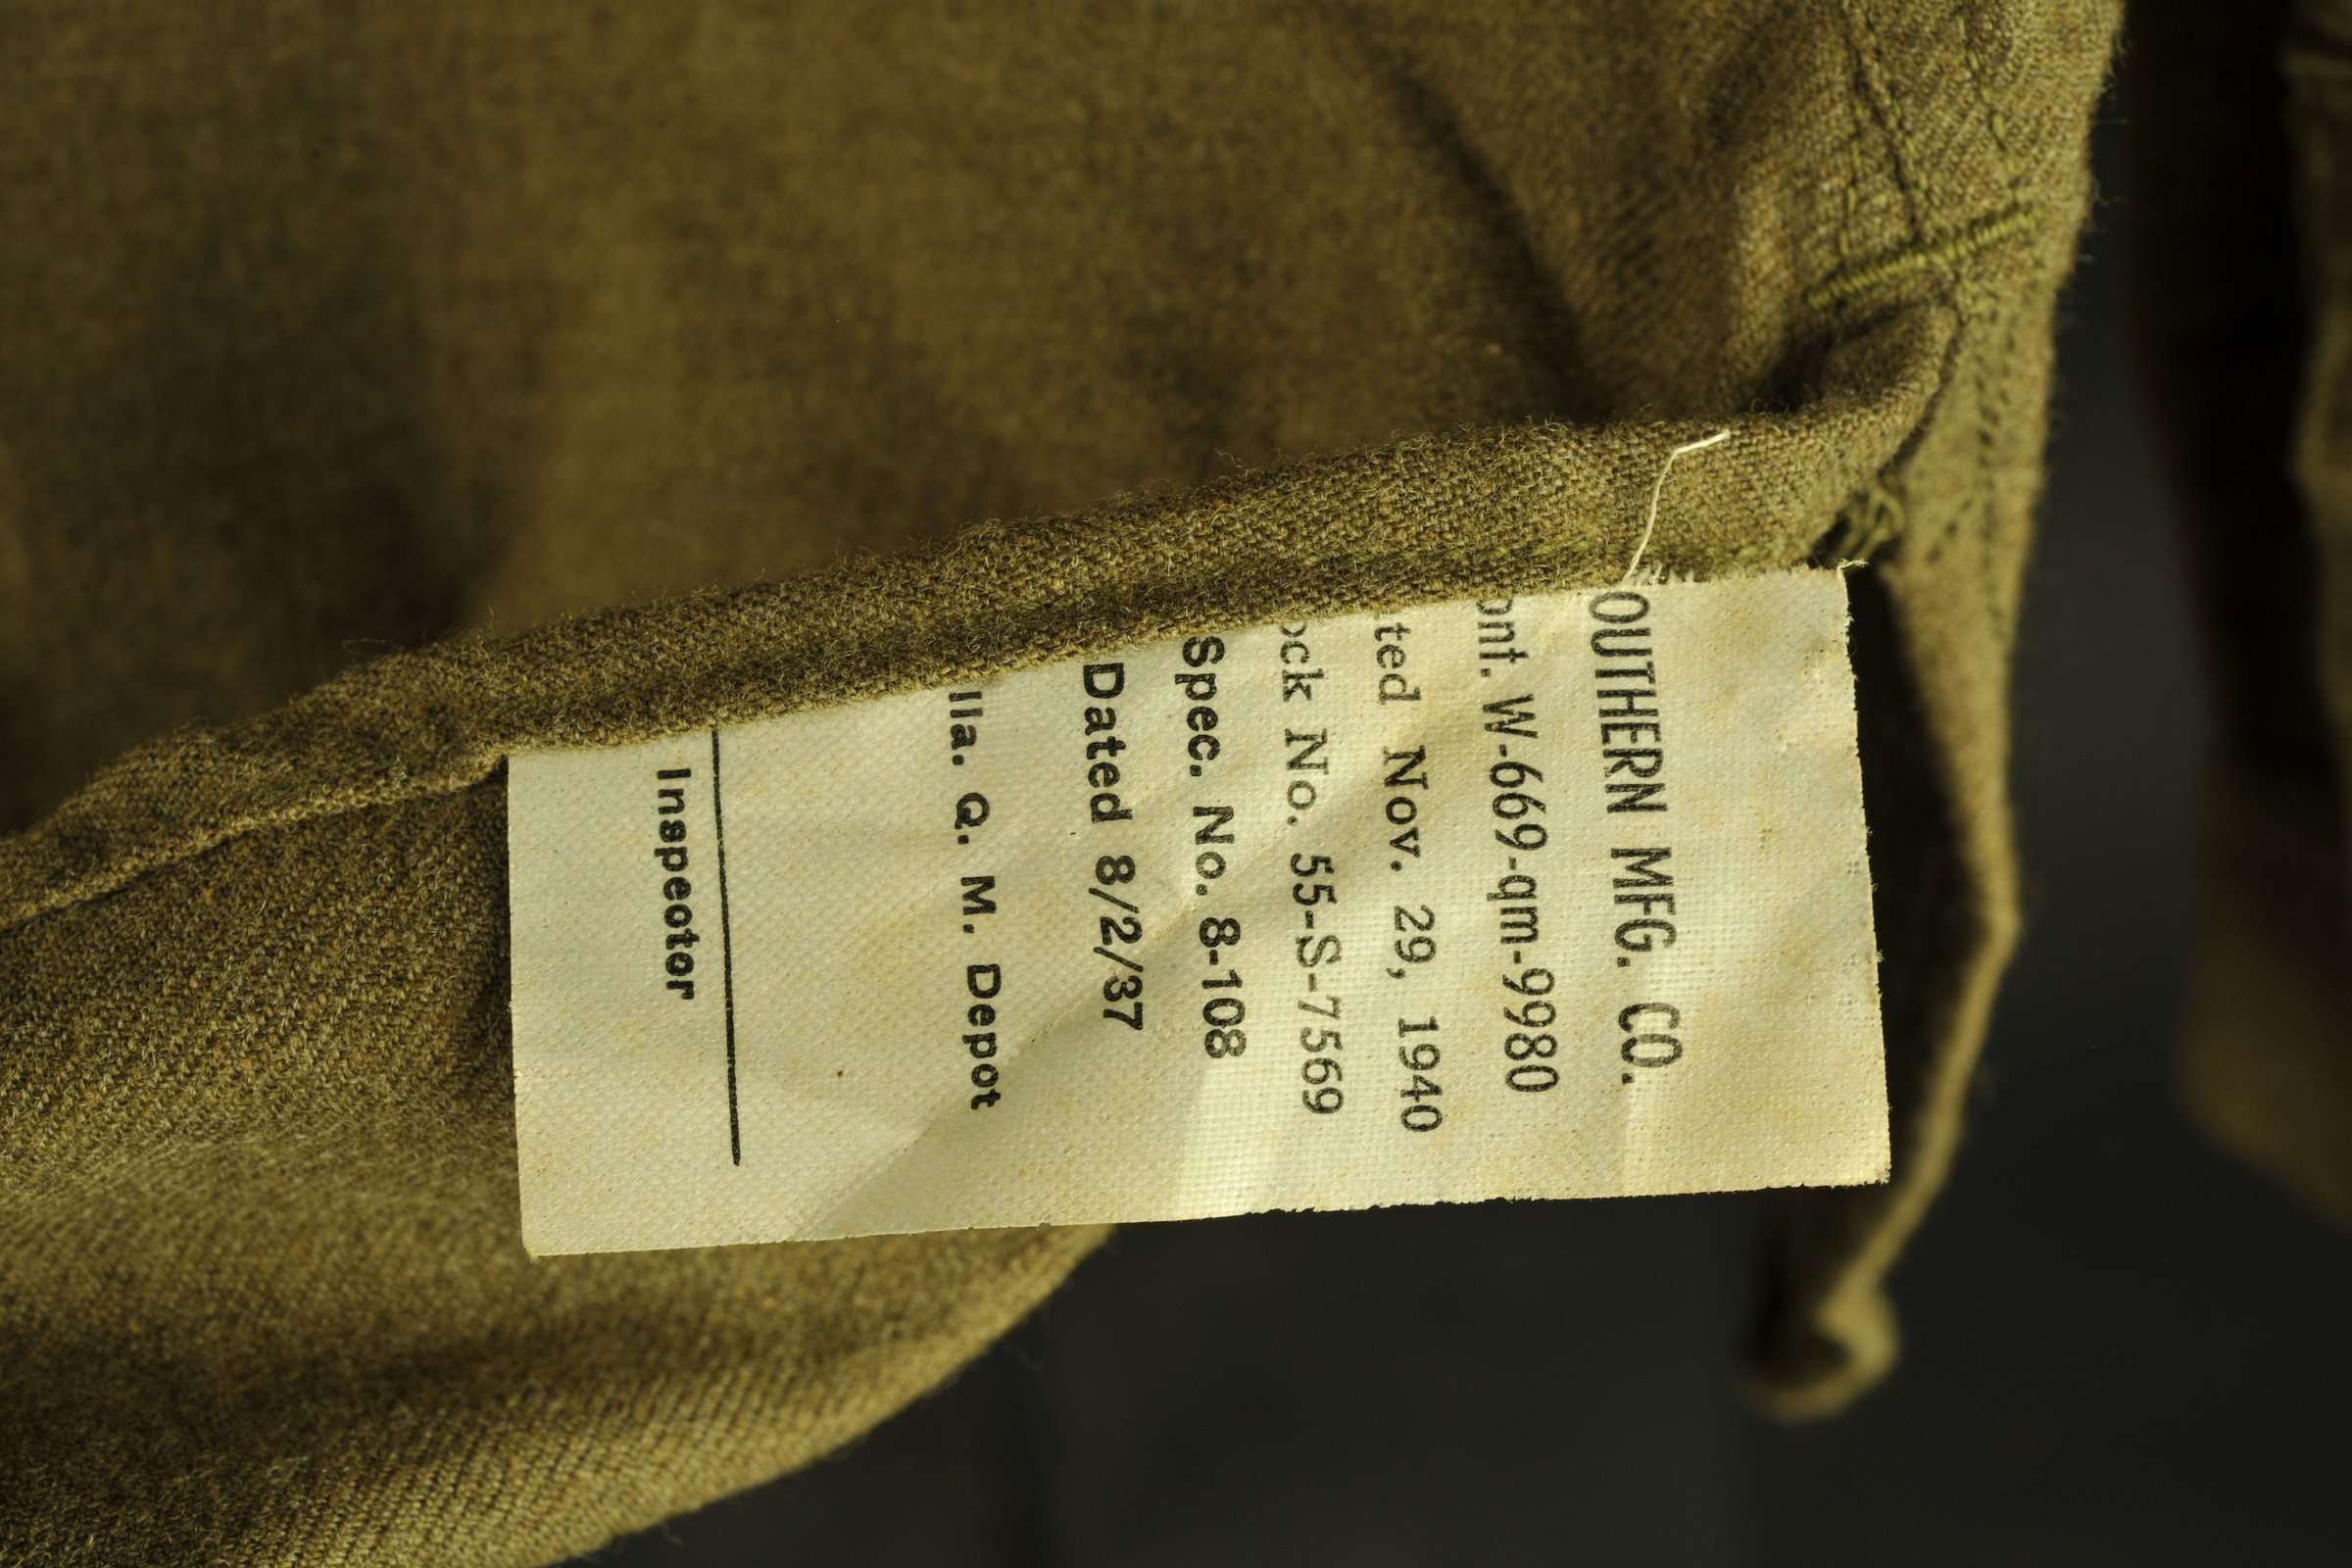 OUTHERN MFG. CO.
ont. W-669-qm-9980
ted Nov. 29, 1940
ock No. 55-S-7569
Spec. No. 8-108
Dated 8/2/37
lla. Q. M. Depot
Inspector